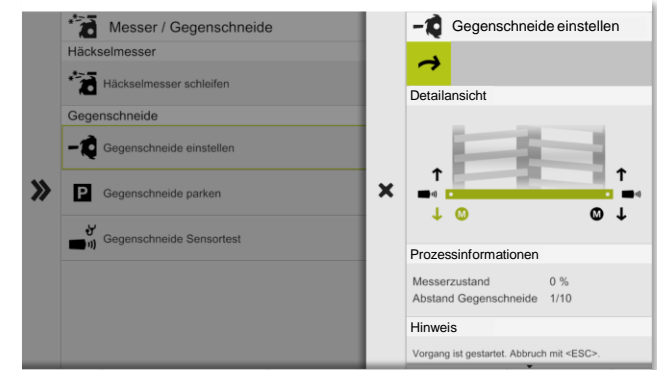 Messer / Gegenschneide
Häckselmesser
Häckselmesser schleifen
Gegenschneide
Gegenschneide einstellen
P Gegenschneide parken
Gegenschneide Sensortest
Gegenschneide einstellen
Detailansicht
M M
Prozessinformationen
Messerzustand 0 %
Abstand Gegenschneide 1/10
Hinweis
Vorgang ist gestartet. Abbruch mit <ESC>.